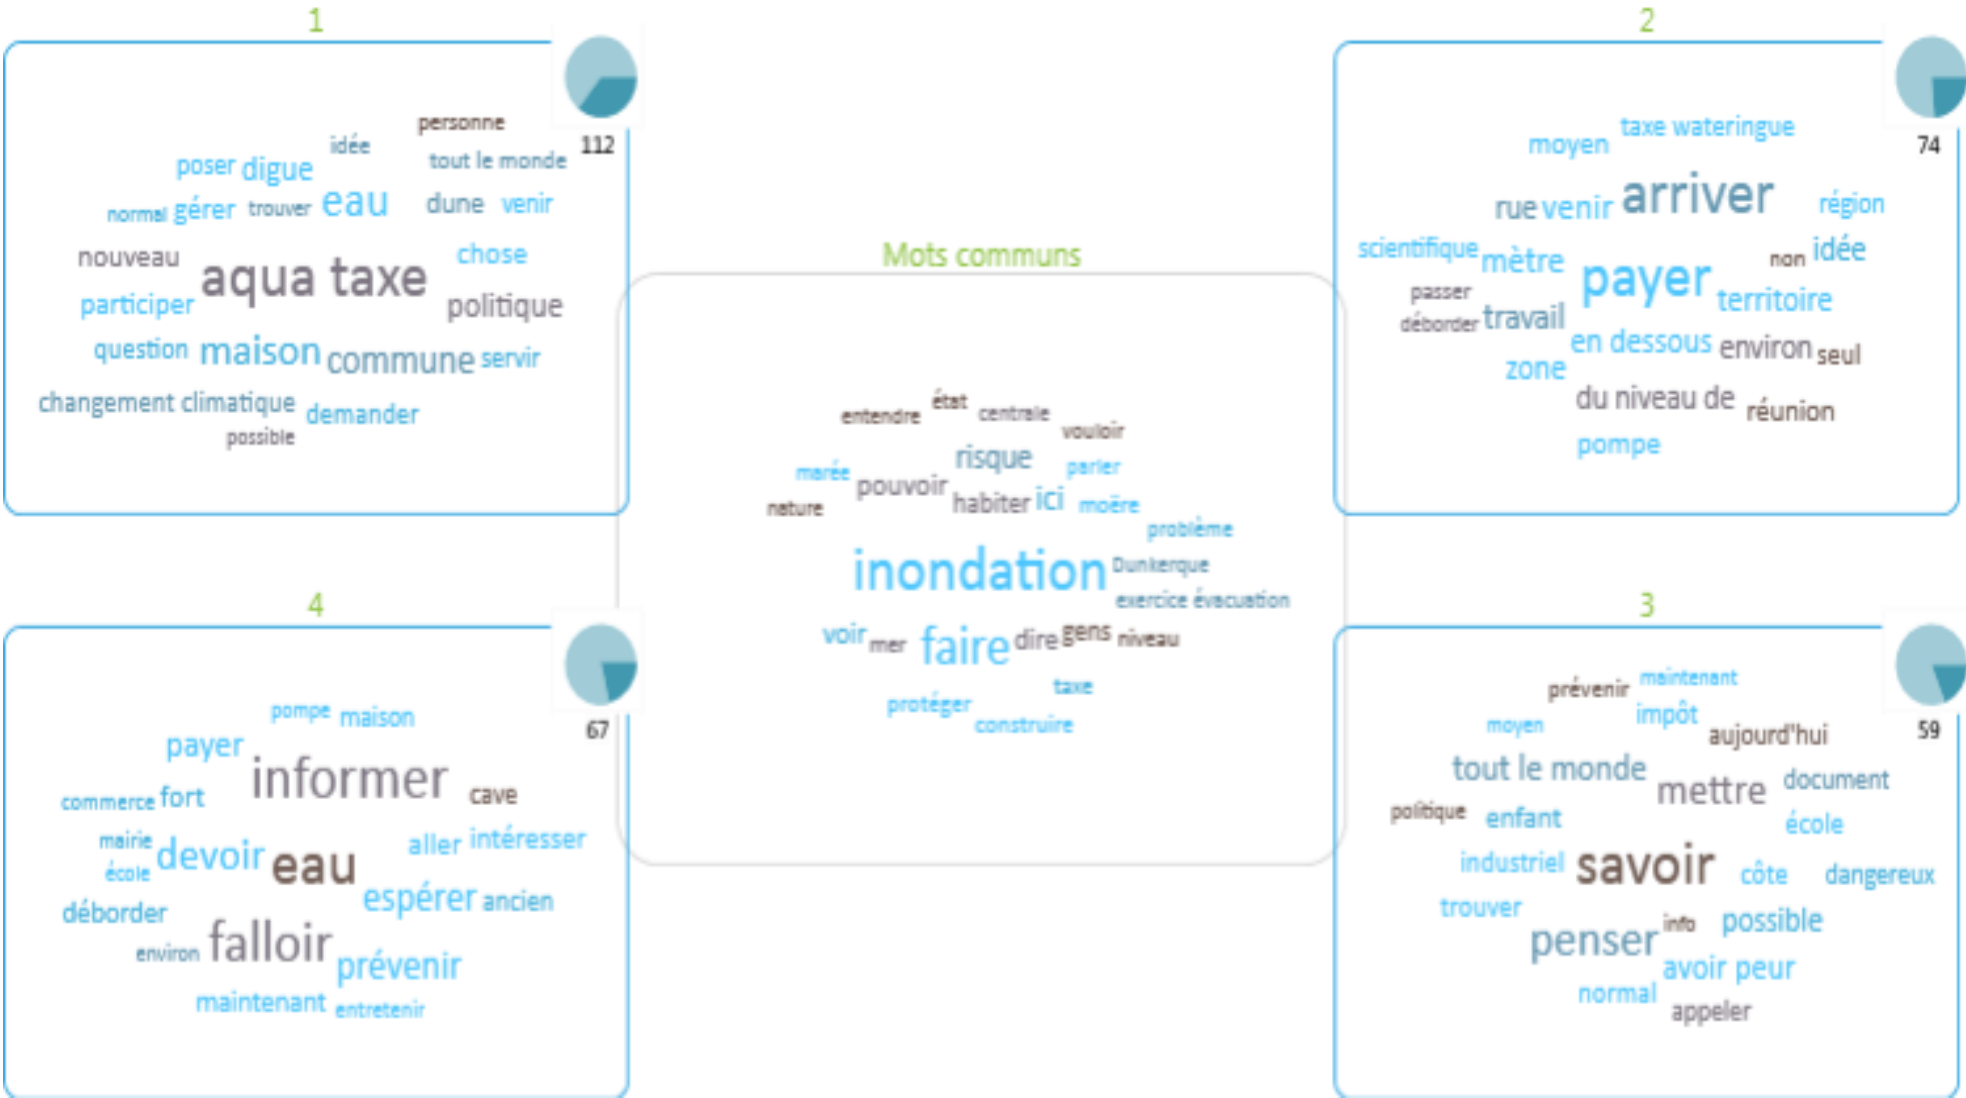 1
personne
idée
tout le monde
112
poser digue
normal gérer trouver eau dune venir
nouveau aqua taxe chose
participer politique
question maison commune servir
changement climatique demander
possible
2
taxe wateringue
moyen
74
arriver
rue venir région
scientifique mètre non idée
payer
passer territoire
déborder travail
en dessous environ seul
zone
du niveau de réunion
pompe
Mots communs
état
entendre centrale
vouloir
risque
marée parler
pouvoir
nature habiter ici moëre
problème
inondation Dunkerque
exercice évacuation
voir mer faire dire gens niveau
taxe
protéger
construire
4
pompe maison
67
payer
informer
commerce fort cave
mairie devoir eau aller intéresser
école
espérer ancien
déborder
environ falloir
prévenir
maintenant entretenir
3
prévenir maintenant
moyen impôt
59
aujourd'hui
tout le monde mettre document
politique enfant école
industriel savoir côte dangereux
trouver
info possible
penser
avoir peur
normal
appeler